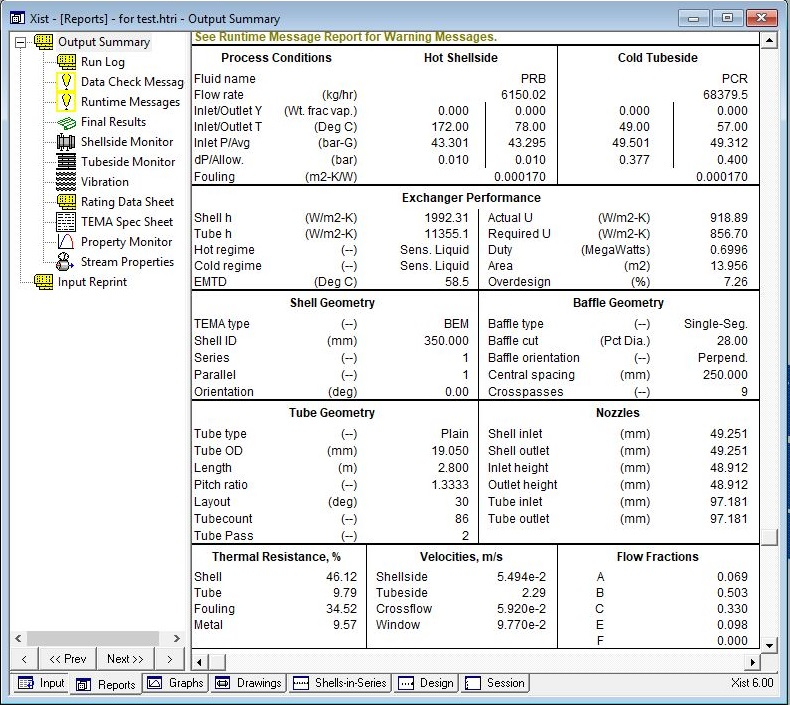 Xist - [Reports] - for test.htri - Output Summary
Output Summary
Run Log
Data Check Messag
Runtime Messages
Final Results
Shellside Monitor
Tubeside Monitor
Vibration
Rating Data Sheet
TEMA Spec Sheet
Property Monitor
Stream Properties
Input Reprint
See Runtime Message Report for Warning Messages.
Process Conditions Hot Shellside Cold Tubeside
Fluid name PRB PCR
Flow rate (kg/hr) 6150.02 68379.5
Inlet/Outlet Y (Wt. frac vap.) 0.000 0.000 0.000 0.000
Inlet/Outlet T (Deg C) 172.00 78.00 49.00 57.00
Inlet P/Avg (bar-G) 43.301 43.295 49.501 49.312
dP/Allow. (bar) 0.010 0.010 0.377 0.400
Fouling (m2-K/W) 0.000170 0.000170
Exchanger Performance
Shell h (W/m2-K) 1992.31 Actual U (W/m2-K) 918.89
Tube h (W/m2-K) 11355.1 Required U (W/m2-K) 856.70
Hot regime (--) Sens. Liquid Duty (MegaWatts) 0.6996
Cold regime (--) Sens. Liquid Area (m2) 13.956
EMTD (Deg C) 58.5 Overdesign (%) 7.26
Shell Geometry Baffle Geometry
TEMA type (--) BEM Baffle type (--) Single-Seg.
Shell ID (mm) 350.000 Baffle cut (Pct Dia.) 28.00
Series (--) 1 Baffle orientation (--) Perpend.
Parallel (--) 1 Central spacing (mm) 250.000
Orientation (deg) 0.00 Crosspasses (--) 9
Tube Geometry Nozzles
Tube type (--) Plain Shell inlet (mm) 49.251
Tube OD (mm) 19.050 Shell outlet (mm) 49.251
Length (m) 2.800 Inlet height (mm) 48.912
Pitch ratio (--) 1.3333 Outlet height (mm) 48.912
Layout (deg) 30 Tube inlet (mm) 97.181
Tubecount (--) 86 Tube outlet (mm) 97.181
Tube Pass (--) 2
Thermal Resistance, % Velocities, m/s Flow Fractions
Shell 46.12 Shellside 5.494e-2 A 0.069
Tube 9.79 Tubeside 2.29 B 0.503
Fouling 34.52 Crossflow 5.920e-2 C 0.330
Metal 9.57 Window 9.770e-2 E 0.098
F 0.000
< << Prev Next >> >
Input Reports Graphs Drawings Shells-in-Series Design Session Xist 6.00